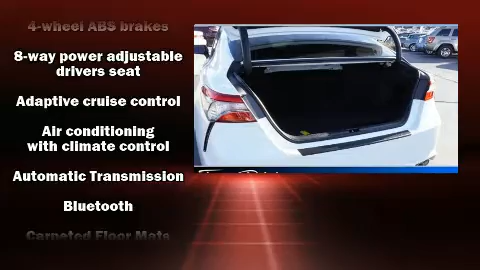 4-wheel ABS brakes
8-way power adjustable
drivers seat
Adaptive cruise control
Air conditioning
with climate control
Automatic Transmission
Bluetooth
Carpeted Floor Mats